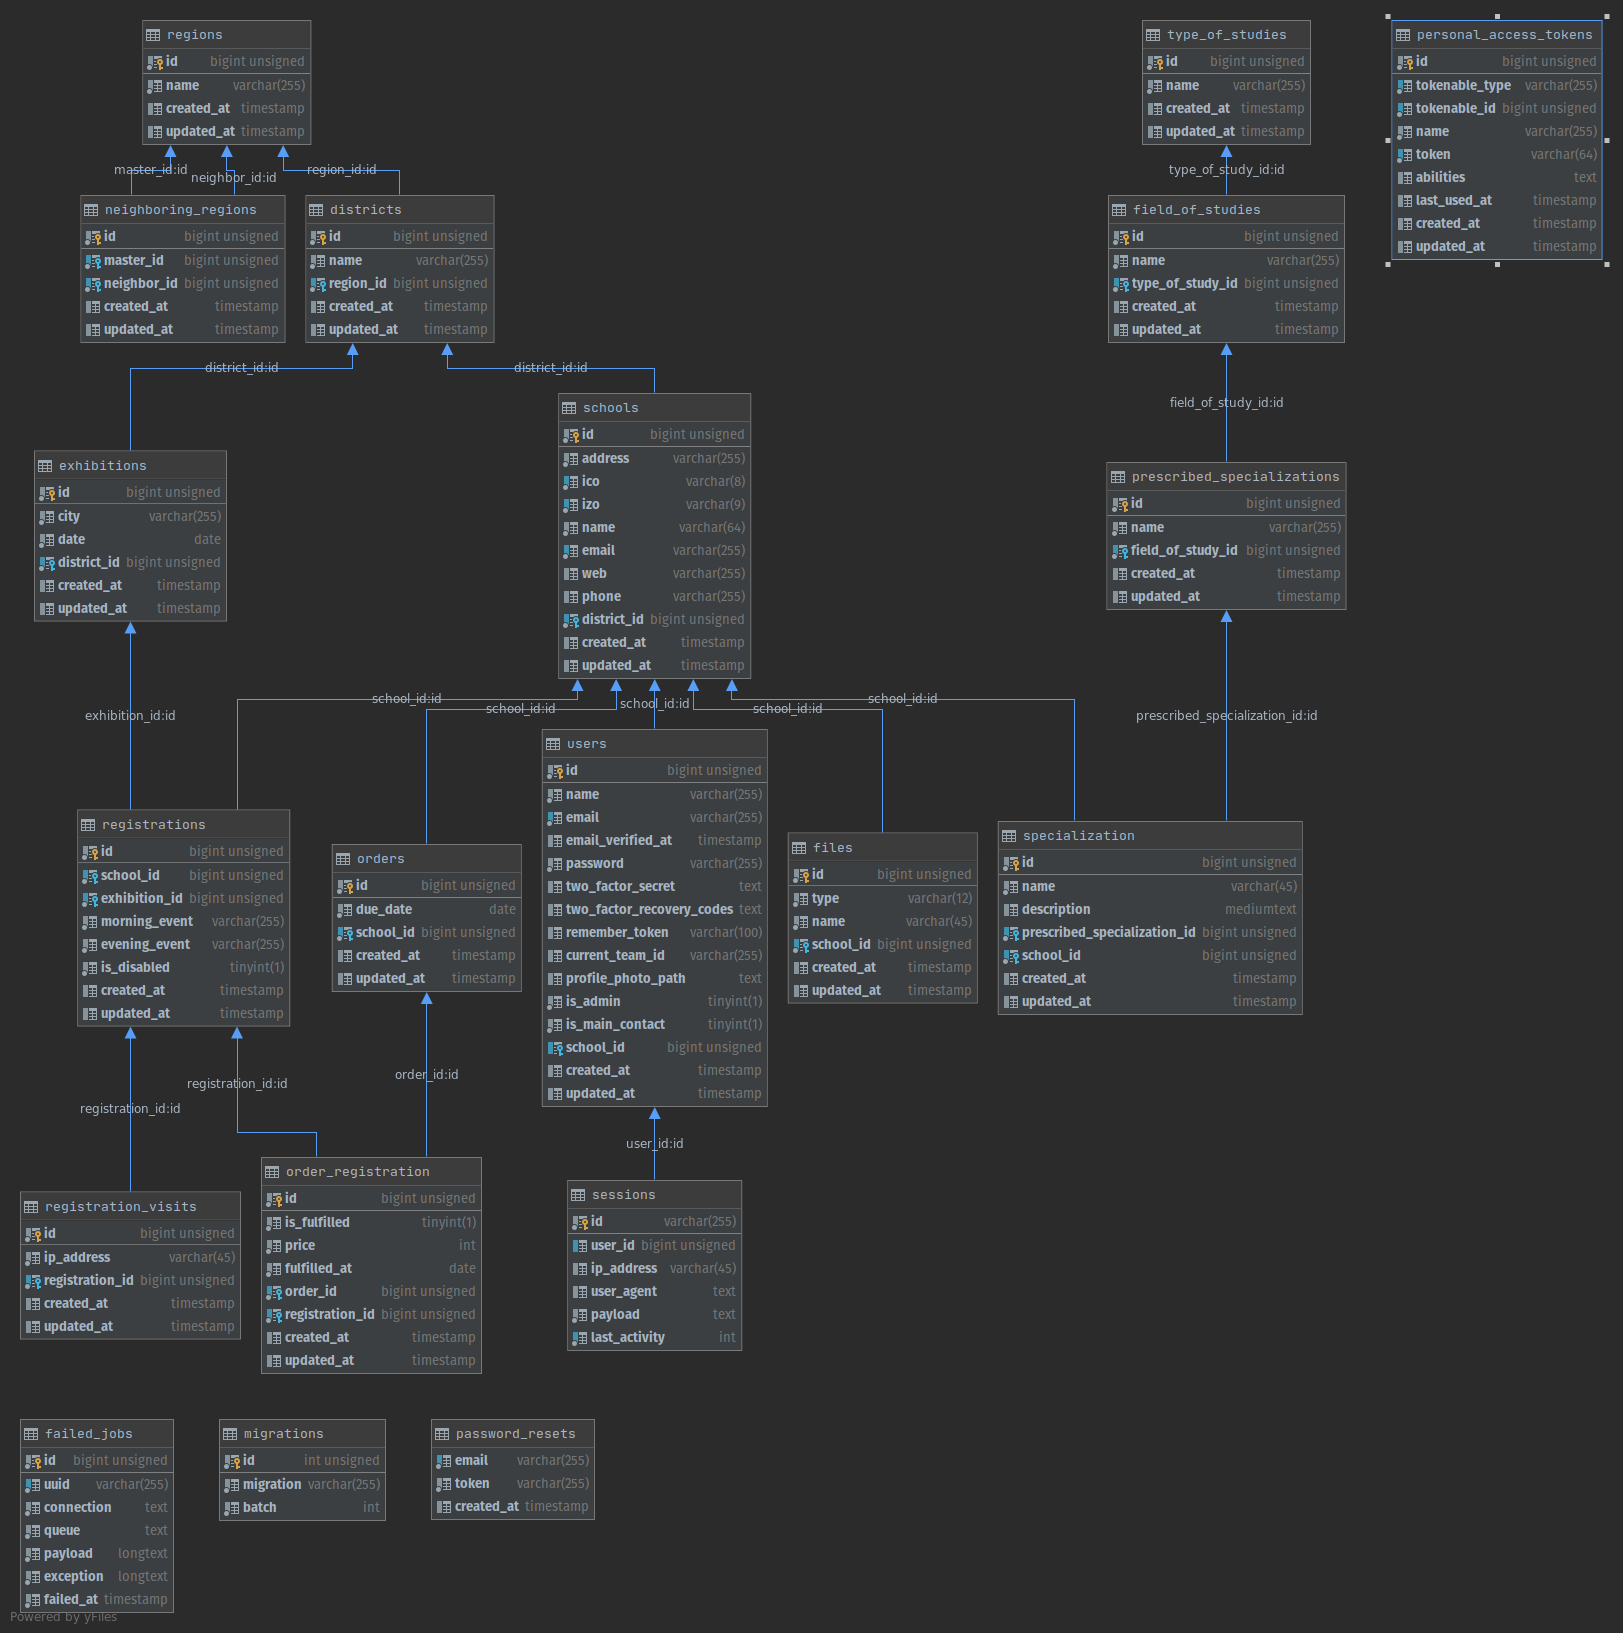 regions
id bigint unsigned
name varchar(255)
created_at timestamp
updated_at timestamp
type_of_studies
id bigint unsigned
name varchar(255)
created_at timestamp
updated_at timestamp
personal_access_tokens
id bigint unsigned
tokenable_type varchar(255)
tokenable_id bigint unsigned
name varchar(255)
token varchar(64)
abilities text
last_used_at timestamp
created_at timestamp
updated_at timestamp
master_id:id
neighbor_id:id
region_id:id
type_of_study_id:id
neighboring_regions
id bigint unsigned
master_id bigint unsigned
neighbor_id bigint unsigned
created_at timestamp
updated_at timestamp
districts
id bigint unsigned
name varchar(255)
region_id bigint unsigned
created_at timestamp
updated_at timestamp
field_of_studies
id bigint unsigned
name varchar(255)
type_of_study_id bigint unsigned
created_at timestamp
updated_at timestamp
district_id:id
district_id:id
field_of_study_id:id
schools
id bigint unsigned
address varchar(255)
ico varchar(8)
izo varchar(9)
name varchar(64)
email varchar(255)
web varchar(255)
phone varchar(255)
district_id bigint unsigned
created_at timestamp
updated_at timestamp
exhibitions
id bigint unsigned
city varchar(255)
date date
district_id bigint unsigned
created_at timestamp
updated_at timestamp
prescribed_specializations
id bigint unsigned
name varchar(255)
field_of_study_id bigint unsigned
created_at timestamp
updated_at timestamp
exhibition_id:id
school_id:id
school_id:id
school_id:id
school_id:id
school_id:id
prescribed_specialization_id:id
registrations
id bigint unsigned
school_id bigint unsigned
exhibition_id bigint unsigned
morning_event varchar(255)
evening_event varchar(255)
is_disabled tinyint(1)
created_at timestamp
updated_at timestamp
orders
id bigint unsigned
due_date date
school_id bigint unsigned
created_at timestamp
updated_at timestamp
users
id bigint unsigned
name varchar(255)
email varchar(255)
email_verified_at timestamp
password varchar(255)
two_factor_secret text
two_factor_recovery_codes text
remember_token varchar(100)
current_team_id varchar(255)
profile_photo_path text
is_admin tinyint(1)
is_main_contact tinyint(1)
school_id bigint unsigned
created_at timestamp
updated_at timestamp
files
id bigint unsigned
type varchar(12)
name varchar(45)
school_id bigint unsigned
created_at timestamp
updated_at timestamp
specialization
id bigint unsigned
name varchar(45)
description mediumtext
prescribed_specialization_id bigint unsigned
school_id bigint unsigned
created_at timestamp
updated_at timestamp
registration_id:id
registration_id:id
order_id:id
user_id:id
registration_visits
id bigint unsigned
ip_address varchar(45)
registration_id bigint unsigned
created_at timestamp
updated_at timestamp
order_registration
id bigint unsigned
is_fulfilled tinyint(1)
price int
fulfilled_at date
order_id bigint unsigned
registration_id bigint unsigned
created_at timestamp
updated_at timestamp
sessions
id varchar(255)
user_id bigint unsigned
ip_address varchar(45)
user_agent text
payload text
last_activity int
failed_jobs
id bigint unsigned
uuid varchar(255)
connection text
queue text
payload longtext
exception longtext
failed_at timestamp
migrations
id int unsigned
migration varchar(255)
batch int
password_resets
email varchar(255)
token varchar(255)
created_at timestamp
Powered by yFiles